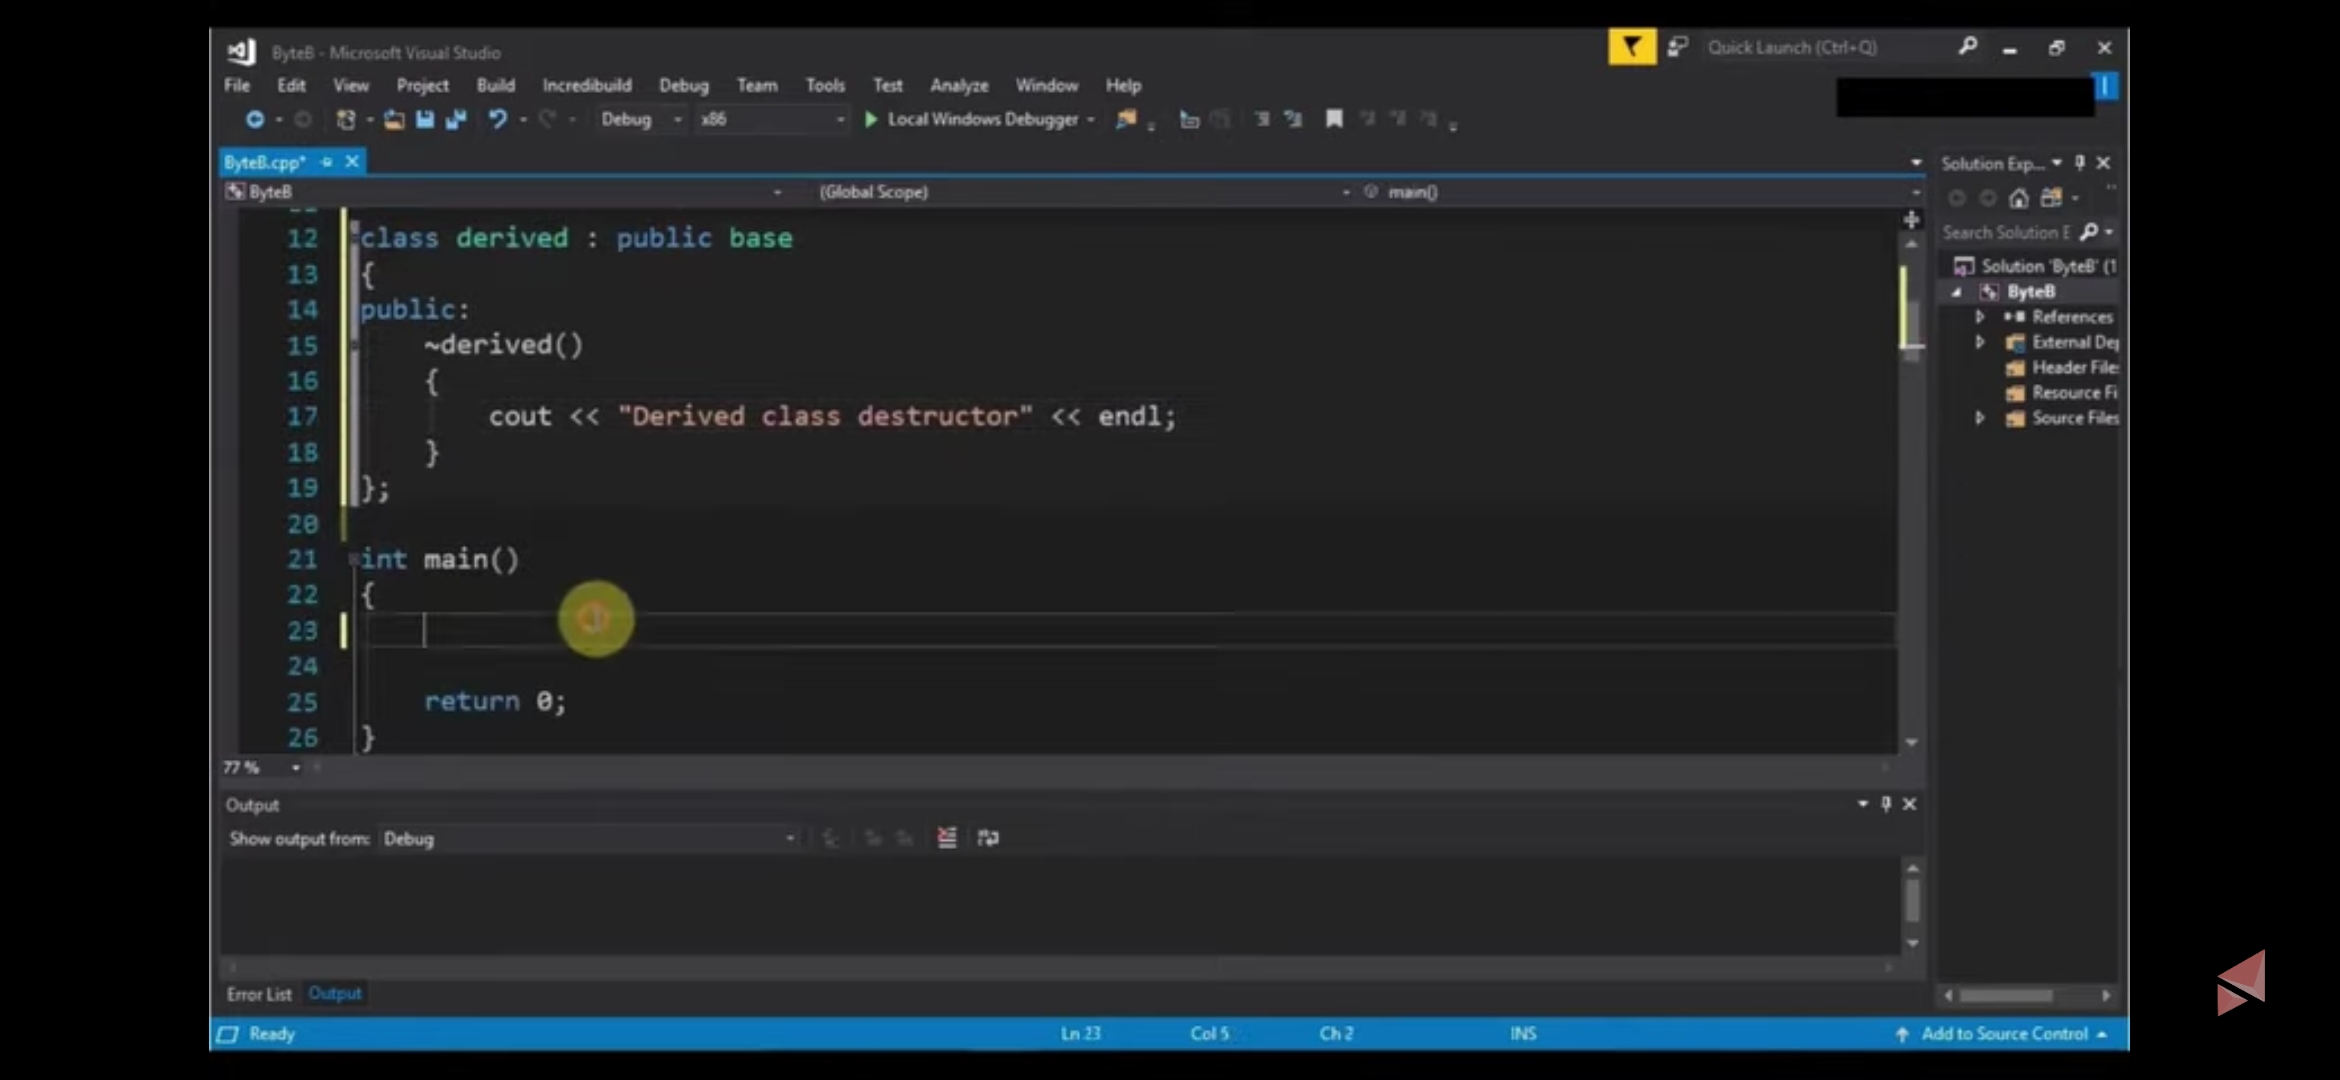 ByteB - Microsoft Visual Studio
Quick Launch (Ctrl+Q)
File Edit View Project Build Incredibuild Debug Team Tools Test Analyze Window Help
Debug x86 Local Windows Debugger
ByteB.cpp*
ByteB (Global Scope) main()
12 class derived : public base
13 {
14 public:
15 ~derived()
16 {
17 cout << "Derived class destructor" << endl;
18 }
19 };
20
21 int main()
22 {
23
24
25 return 0;
26 }
77 %
Output
Show output from: Debug
Error List Output
Ready Ln 23 Col 5 Ch 2 INS Add to Source Control
Solution Exp...
Search Solution E
Solution 'ByteB' (1
ByteB
References
External Dep
Header Files
Resource Fi
Source Files